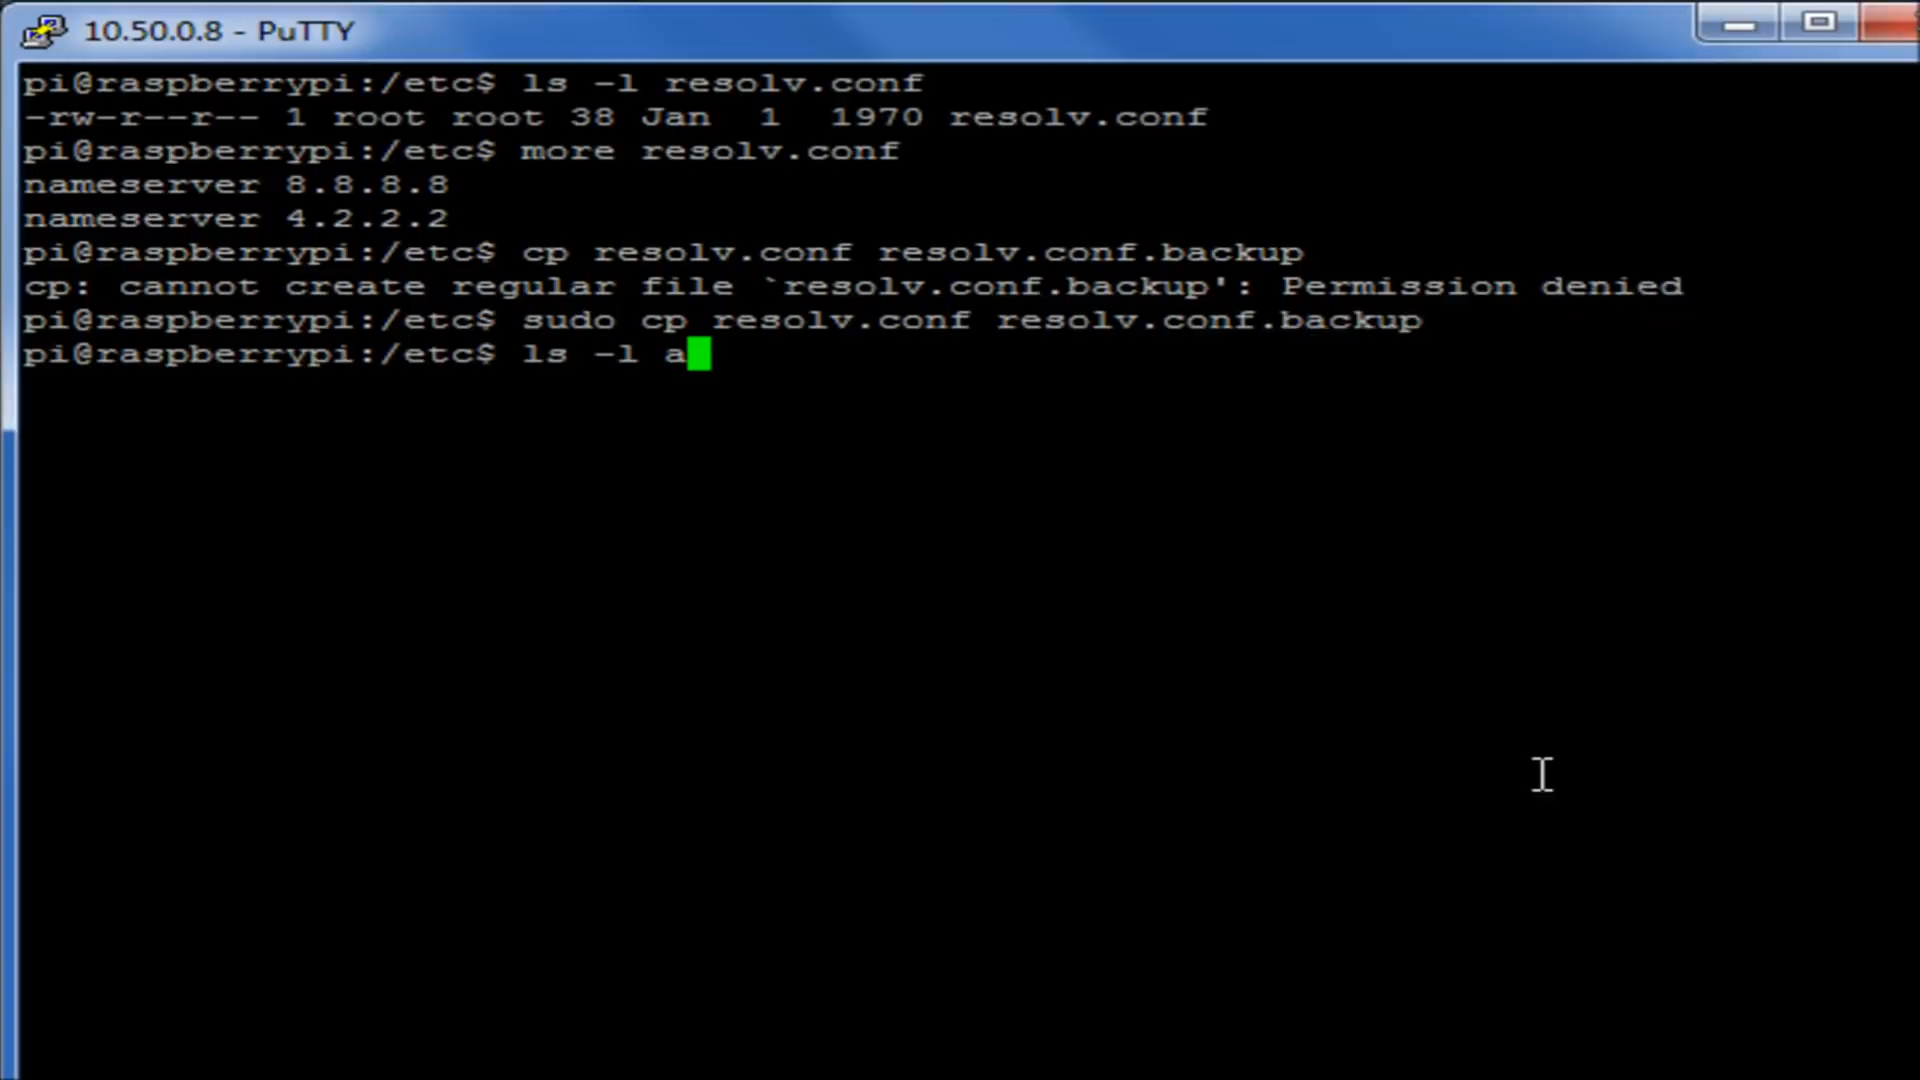 10.50.0.8 - PuTTY
pi@raspberrypi:/etc$ ls -l resolv.conf
-rw-r--r-- 1 root root 38 Jan  1  1970 resolv.conf
pi@raspberrypi:/etc$ more resolv.conf
nameserver 8.8.8.8
nameserver 4.2.2.2
pi@raspberrypi:/etc$ cp resolv.conf resolv.conf.backup
cp: cannot create regular file `resolv.conf.backup': Permission denied
pi@raspberrypi:/etc$ sudo cp resolv.conf resolv.conf.backup
pi@raspberrypi:/etc$ ls -l a